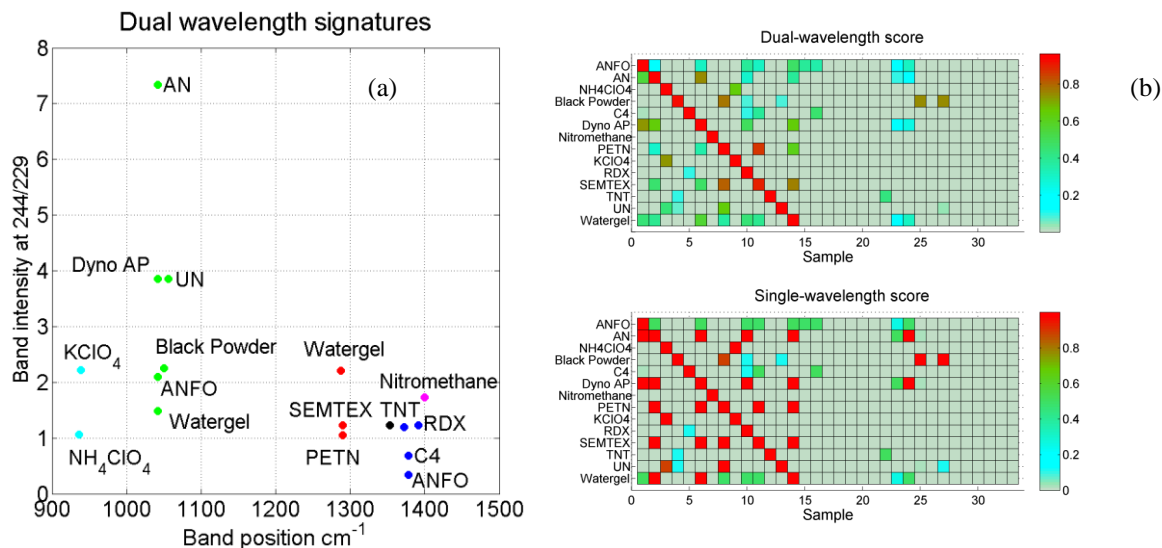 Dual wavelength signatures
(a)
Band intensity at 244/229
8
7
6
5
4
3
2
1
0
AN
Dyno AP
UN
KClO4
Black Powder
ANFO
Watergel
NH4ClO4
Watergel
Nitromethane
SEMTEX
TNT
RDX
PETN
C4
ANFO
900 1000 1100 1200 1300 1400 1500
Band position cm-1
(b)
Dual-wavelength score
ANFO
AN
NH4ClO4
Black Powder
C4
Dyno AP
Nitromethane
PETN
KClO4
RDX
SEMTEX
TNT
UN
Watergel
0 5 10 15 20 25 30
Sample
0.8
0.6
0.4
0.2
Single-wavelength score
ANFO
AN
NH4ClO4
Black Powder
C4
Dyno AP
Nitromethane
PETN
KClO4
RDX
SEMTEX
TNT
UN
Watergel
0 5 10 15 20 25 30
Sample
0.8
0.6
0.4
0.2
0